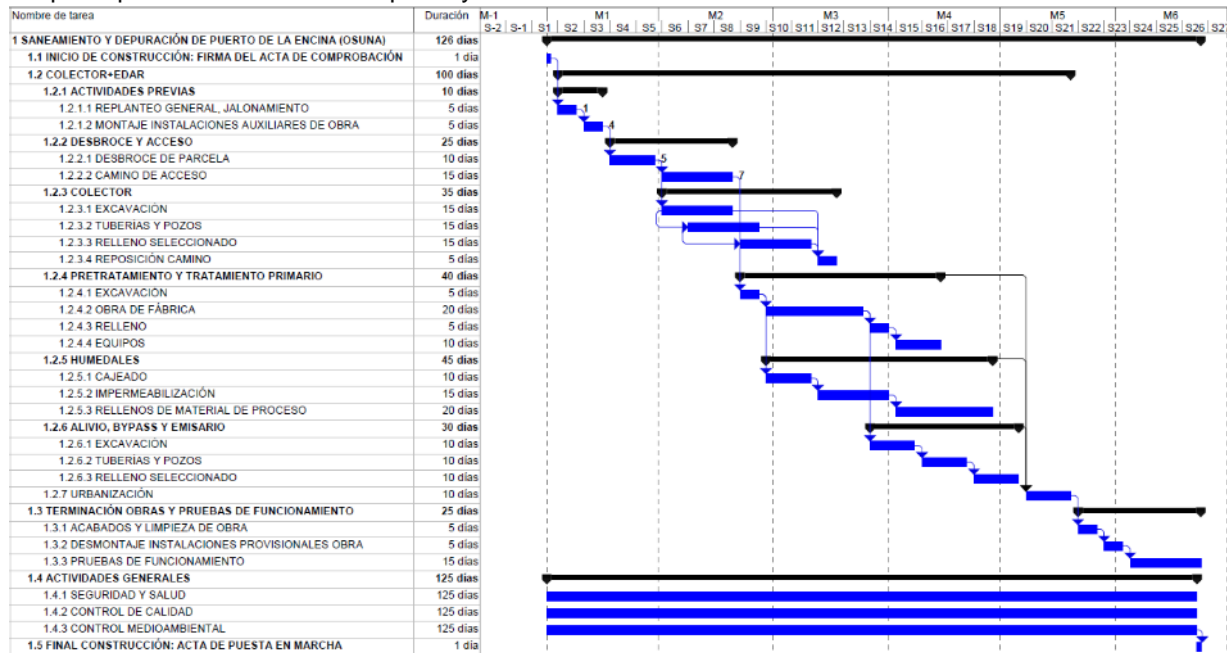 Nombre de tarea Duración M-1 M1 M2 M3 M4 M5 M6
S-2 S-1 S1 S2 S3 S4 S5 S6 S7 S8 S9 S10 S11 S12 S13 S14 S15 S16 S17 S18 S19 S20 S21 S22 S23 S24 S25 S26 S2
1 SANEAMIENTO Y DEPURACIÓN DE PUERTO DE LA ENCINA (OSUNA) 126 días
1.1 INICIO DE CONSTRUCCIÓN: FIRMA DEL ACTA DE COMPROBACIÓN 1 día
1.2 COLECTOR+EDAR 100 días
1.2.1 ACTIVIDADES PREVIAS 10 días
1.2.1.1 REPLANTEO GENERAL, JALONAMIENTO 5 días 1
1.2.1.2 MONTAJE INSTALACIONES AUXILIARES DE OBRA 5 días 4
1.2.2 DESBROCE Y ACCESO 25 días
1.2.2.1 DESBROCE DE PARCELA 10 días 5
1.2.2.2 CAMINO DE ACCESO 15 días 7
1.2.3 COLECTOR 35 días
1.2.3.1 EXCAVACIÓN 15 días
1.2.3.2 TUBERÍAS Y POZOS 15 días
1.2.3.3 RELLENO SELECCIONADO 15 días
1.2.3.4 REPOSICIÓN CAMINO 5 días
1.2.4 PRETRATAMIENTO Y TRATAMIENTO PRIMARIO 40 días
1.2.4.1 EXCAVACIÓN 5 días
1.2.4.2 OBRA DE FÁBRICA 20 días
1.2.4.3 RELLENO 5 días
1.2.4.4 EQUIPOS 10 días
1.2.5 HUMEDALES 45 días
1.2.5.1 CAJEADO 10 días
1.2.5.2 IMPERMEABILIZACIÓN 15 días
1.2.5.3 RELLENOS DE MATERIAL DE PROCESO 20 días
1.2.6 ALIVIO, BYPASS Y EMISARIO 30 días
1.2.6.1 EXCAVACIÓN 10 días
1.2.6.2 TUBERÍAS Y POZOS 10 días
1.2.6.3 RELLENO SELECCIONADO 10 días
1.2.7 URBANIZACIÓN 10 días
1.3 TERMINACIÓN OBRAS Y PRUEBAS DE FUNCIONAMIENTO 25 días
1.3.1 ACABADOS Y LIMPIEZA DE OBRA 5 días
1.3.2 DESMONTAJE INSTALACIONES PROVISIONALES OBRA 5 días
1.3.3 PRUEBAS DE FUNCIONAMIENTO 15 días
1.4 ACTIVIDADES GENERALES 125 días
1.4.1 SEGURIDAD Y SALUD 125 días
1.4.2 CONTROL DE CALIDAD 125 días
1.4.3 CONTROL MEDIOAMBIENTAL 125 días
1.5 FINAL CONSTRUCCIÓN: ACTA DE PUESTA EN MARCHA 1 día